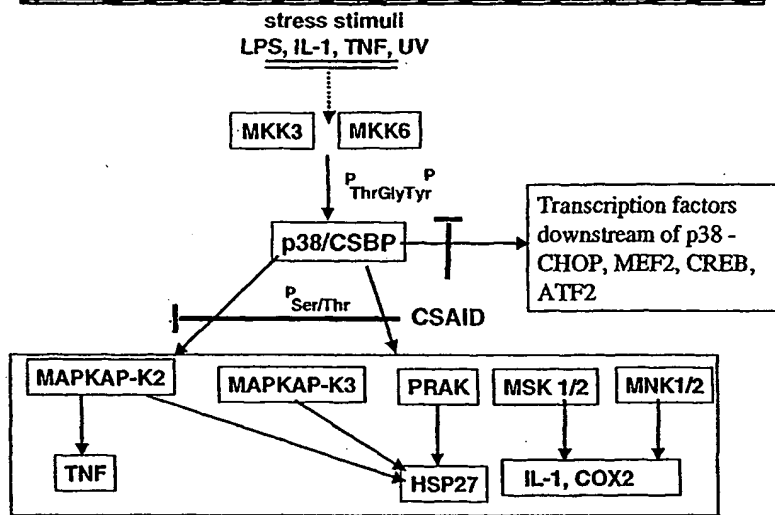 stress stimuli
LPS, IL-1, TNF, UV
MKK3 MKK6
P P
ThrGlyTyr
p38/CSBP
Transcription factors
downstream of p38 -
CHOP, MEF2, CREB,
ATF2
P
Ser/Thr
CSAID
MAPKAP-K2 MAPKAP-K3 PRAK MSK 1/2 MNK1/2
TNF HSP27 IL-1, COX2